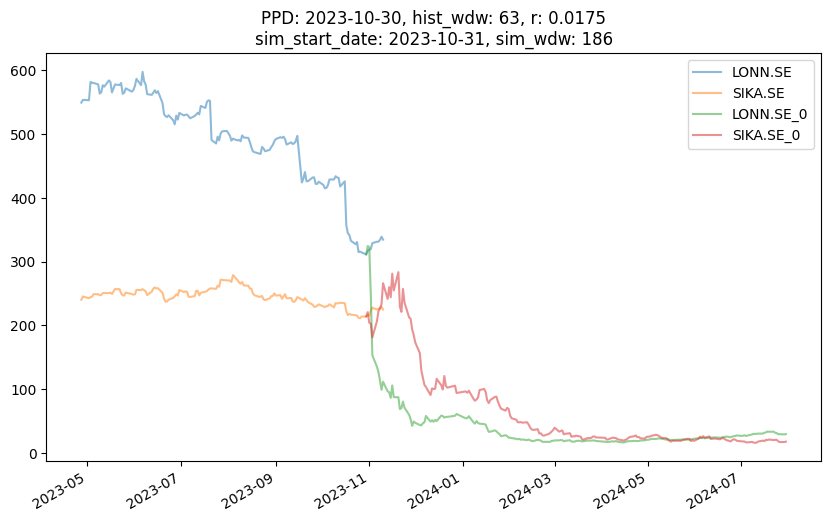 PPD: 2023-10-30, hist_wdw: 63, r: 0.0175
sim_start_date: 2023-10-31, sim_wdw: 186
LONN.SE
SIKA.SE
LONN.SE_0
SIKA.SE_0
600
500
400
300
200
100
0
2023-05
2023-07
2023-09
2023-11
2024-01
2024-03
2024-05
2024-07